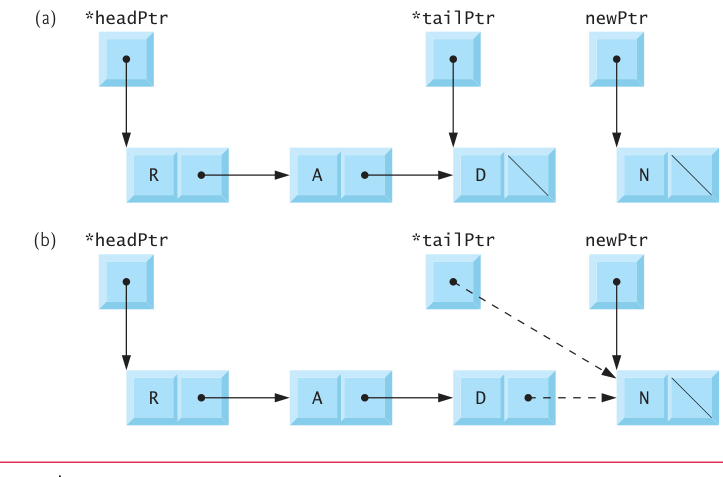 (a) *headPtr *tailPtr newPtr
R A D N
(b) *headPtr *tailPtr newPtr
R A D N